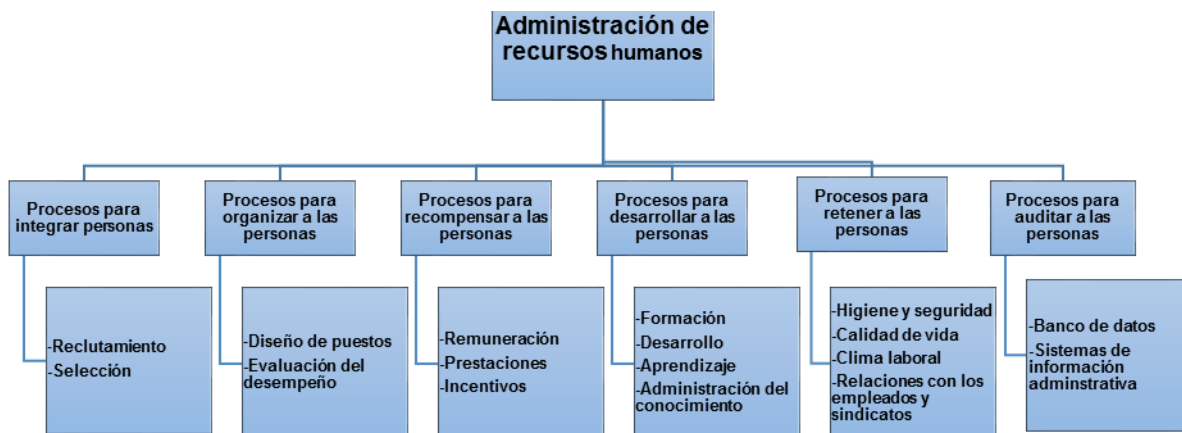 Administración de
recursos humanos
Procesos para
integrar personas
Procesos para
organizar a las
personas
Procesos para
recompensar a las
personas
Procesos para
desarrollar a las
personas
Procesos para
retener a las
personas
Procesos para
auditar a las
personas
-Reclutamiento
-Selección
-Diseño de puestos
-Evaluación del
desempeño
-Remuneración
-Prestaciones
-Incentivos
-Formación
-Desarrollo
-Aprendizaje
-Administración del
conocimiento
-Higiene y seguridad
-Calidad de vida
-Clima laboral
-Relaciones con los
empleados y
sindicatos
-Banco de datos
-Sistemas de
información
adminstrativa